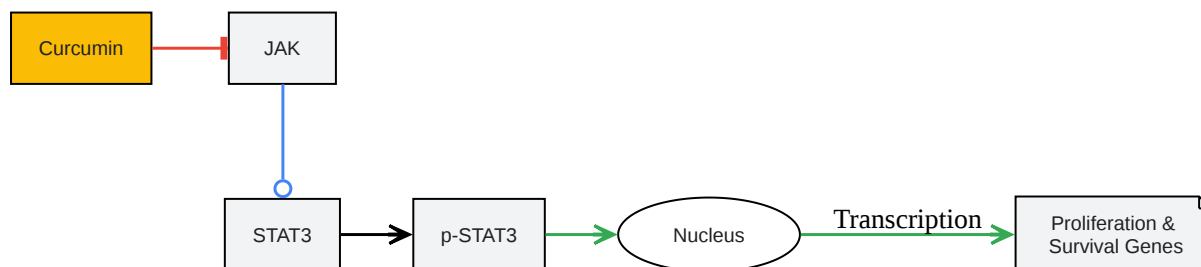 Curcumin
JAK
STAT3
p-STAT3
Nucleus
Transcription
Proliferation &
Survival Genes